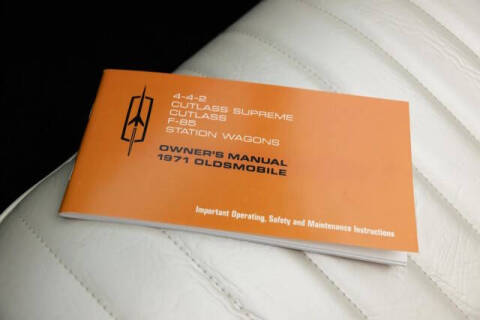 4-4-2
CUTLASS SUPREME
CUTLASS
F-85
STATION WAGONS
OWNER'S MANUAL
1971 OLDSMOBILE
Important Operating, Safety and Maintenance Instructions